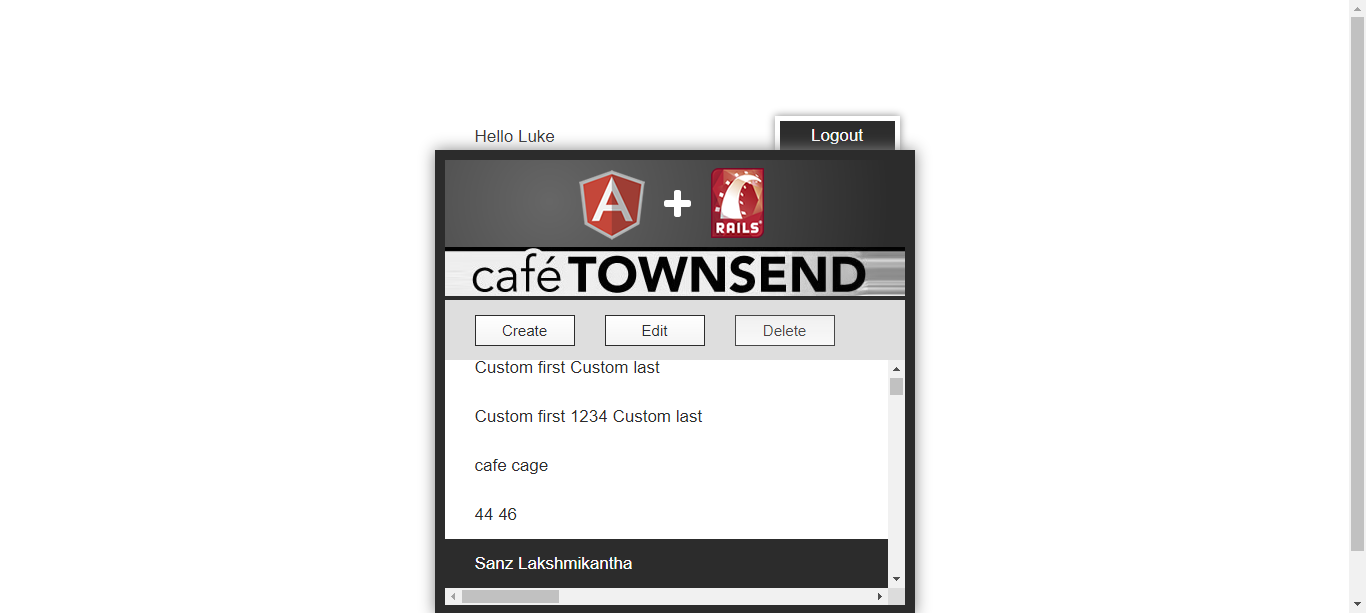 Hello Luke
Logout
A
RAILS
café TOWNSEND
Create
Edit
Delete
Custom first Custom last
Custom first 1234 Custom last
cafe cage
44 46
Sanz Lakshmikantha